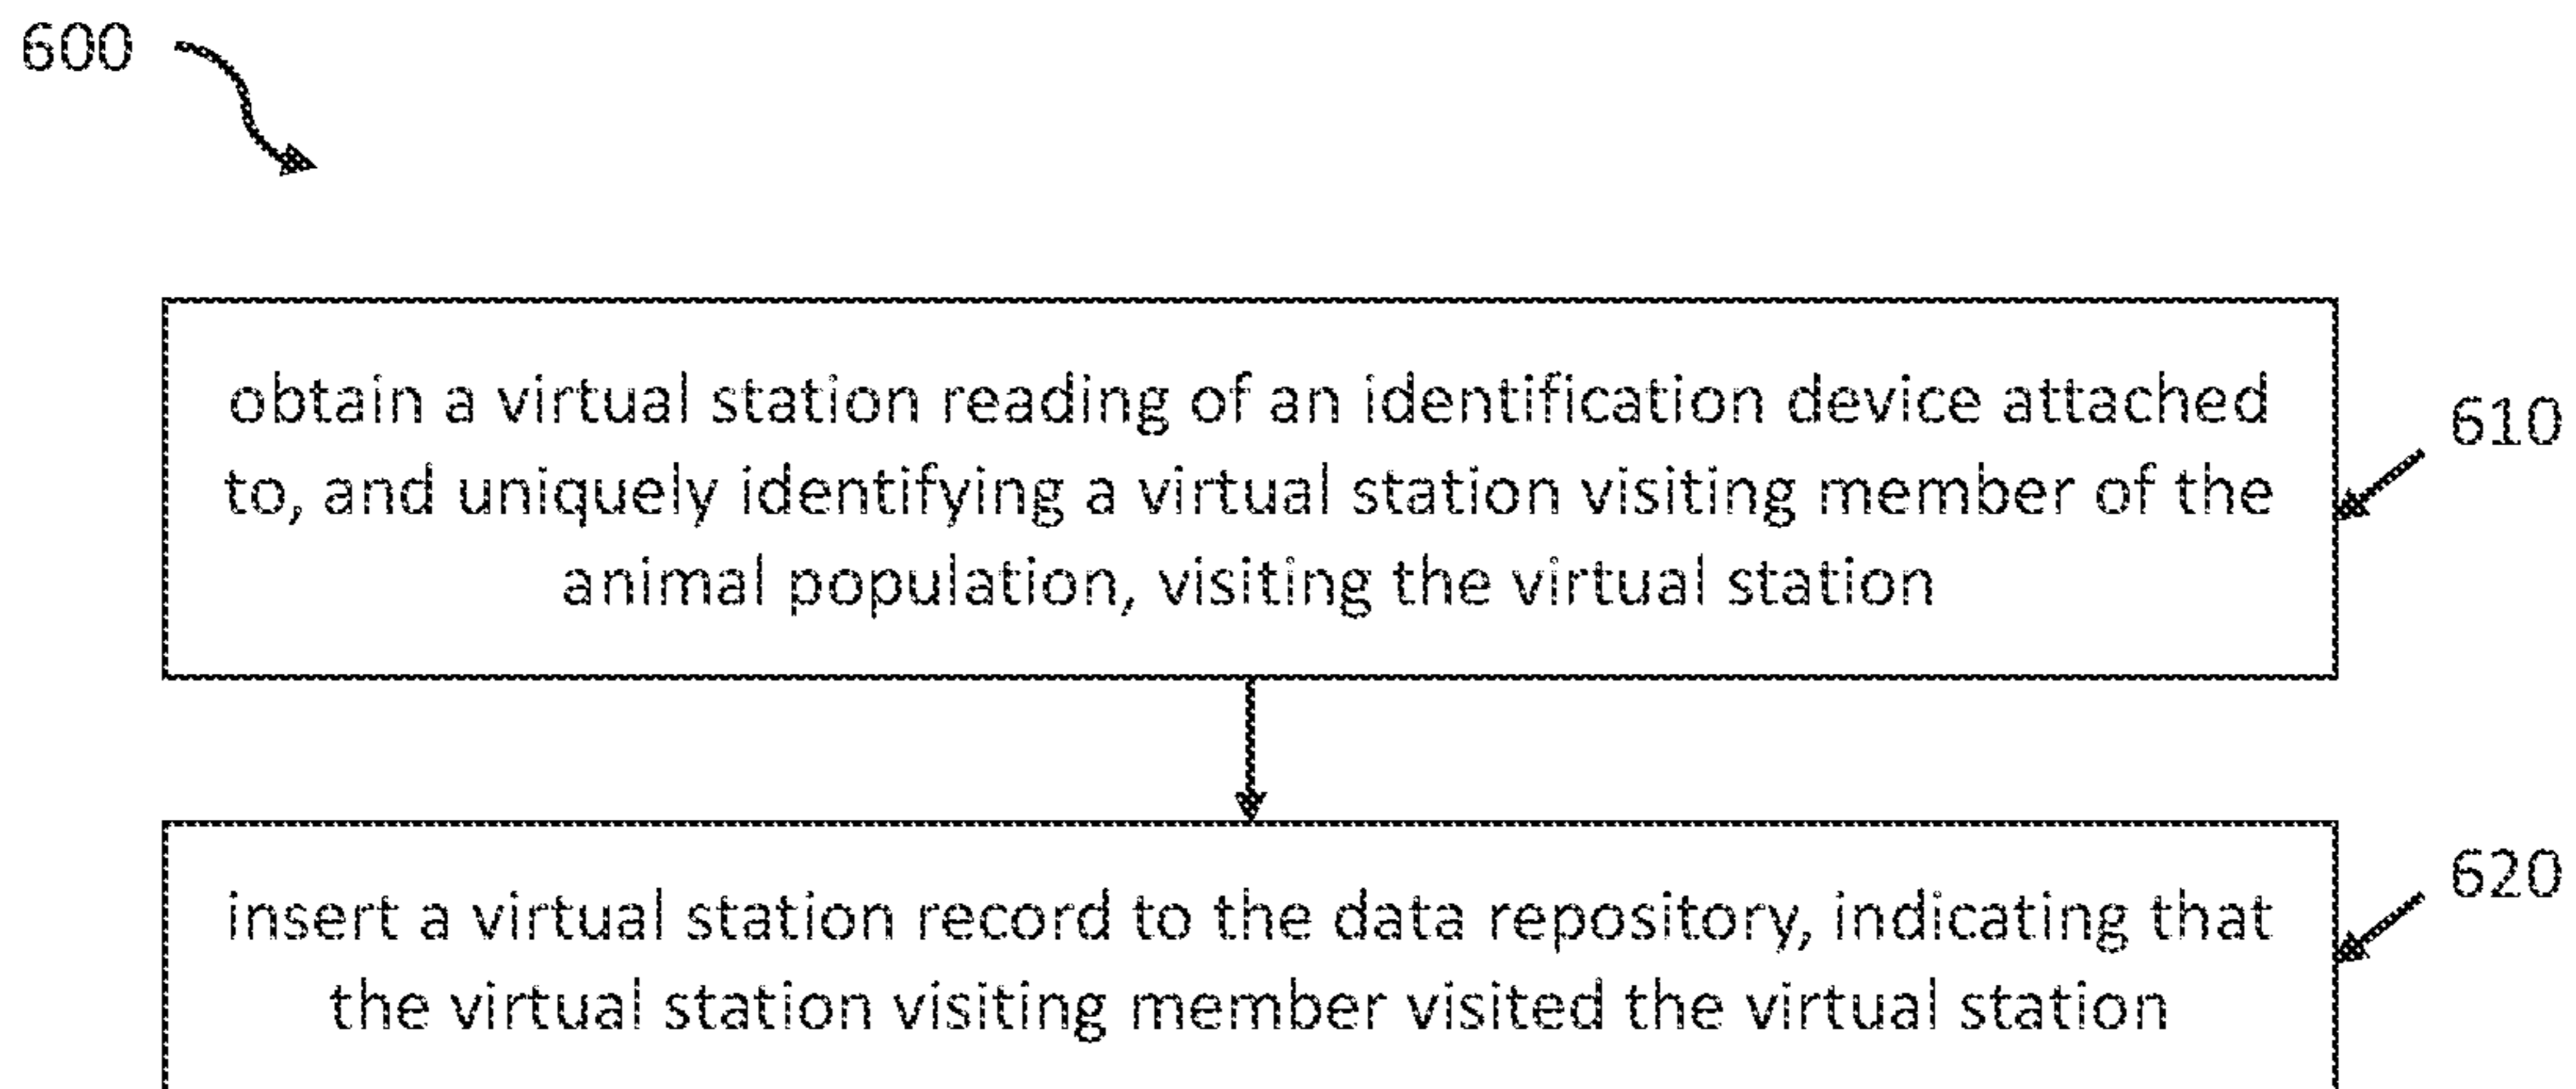 600
obtain a virtual station reading of an identification device attached
to, and uniquely identifying a virtual station visiting member of the
animal population, visiting the virtual station
610
insert a virtual station record to the data repository, indicating that
the virtual station visiting member visited the virtual station
620